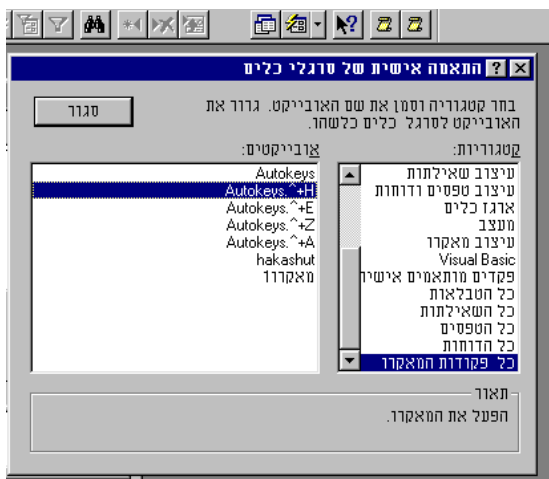 התאמה אישית של סרגלי כלים
בחר קטגוריה וסמן את שם האובייקט. גרור את
האובייקט לסרגל כלים כלשהו.
סגור
קטגוריות:
עיצוב שאילתות
עיצוב טפסים ודוחות
ארגז כלים
מעצב
עיצוב מאקרו
Visual Basic
פקדים מותאמים אישית
כל הטבלאות
כל השאילתות
כל הטפסים
כל הדוחות
כל פקודות המאקרו
אובייקטים:
Autokeys
Autokeys.^+H
Autokeys.^+E
Autokeys.^+Z
Autokeys.^+A
hakashut
מאקרו1
תאור
הפעל את המאקרו.